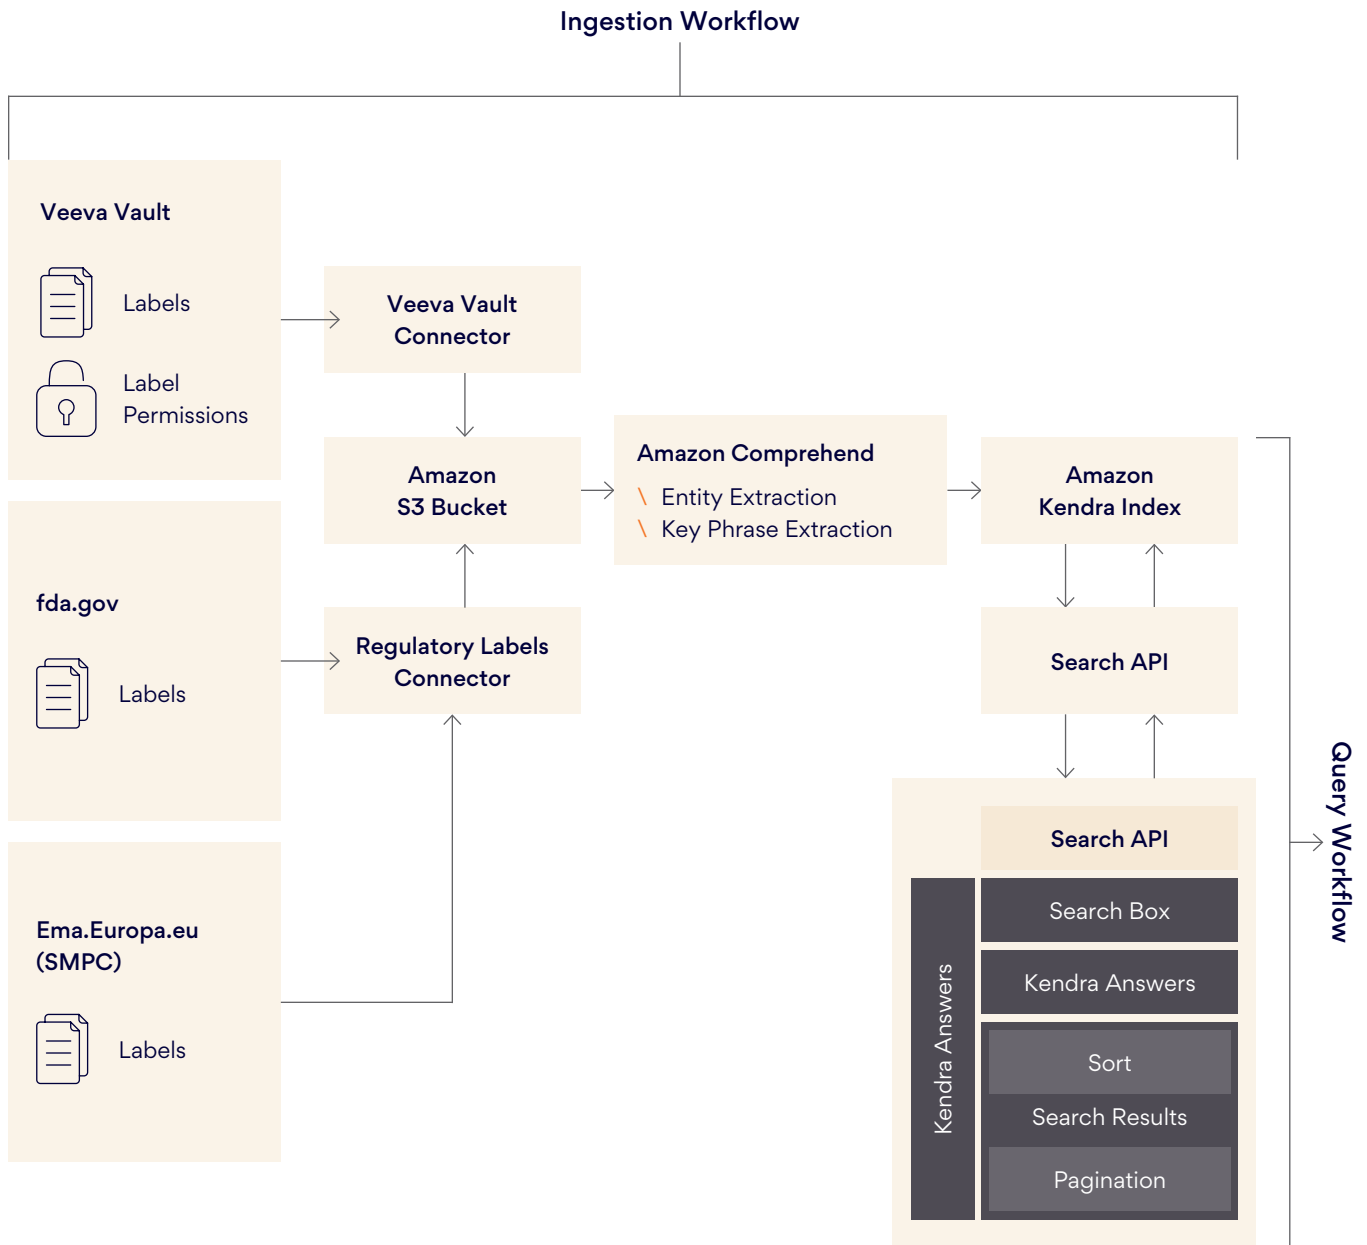 Ingestion Workflow
Veeva Vault
Labels
Label
Permissions
Veeva Vault
Connector
Amazon
S3 Bucket
Amazon Comprehend
\ Entity Extraction
\ Key Phrase Extraction
Amazon
Kendra Index
fda.gov
Labels
Regulatory Labels
Connector
Search API
Ema.Europa.eu
(SMPC)
Labels
Search API
Kendra Answers
Search Box
Kendra Answers
Sort
Search Results
Pagination
Query Workflow